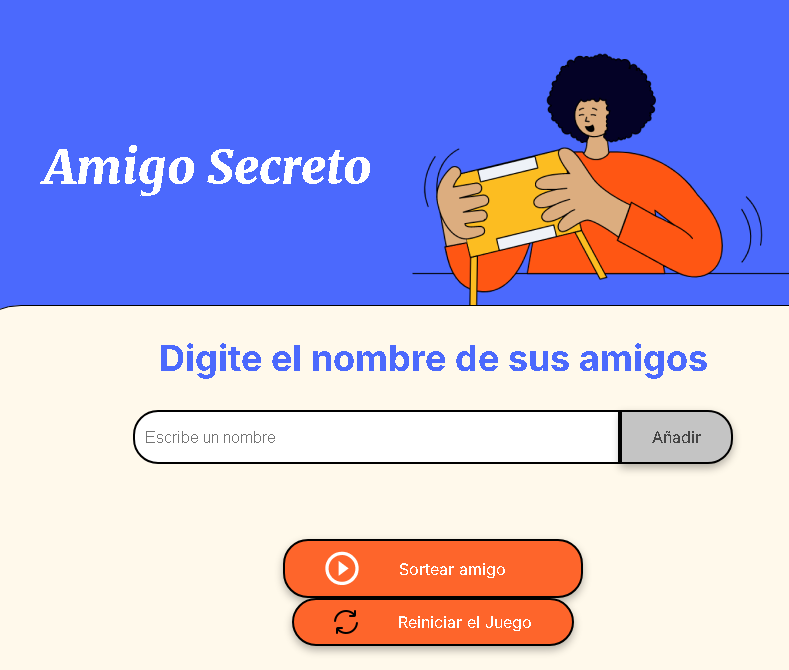 Amigo Secreto
Digite el nombre de sus amigos
Escribe un nombre
Añadir
Sortear amigo
Reiniciar el Juego